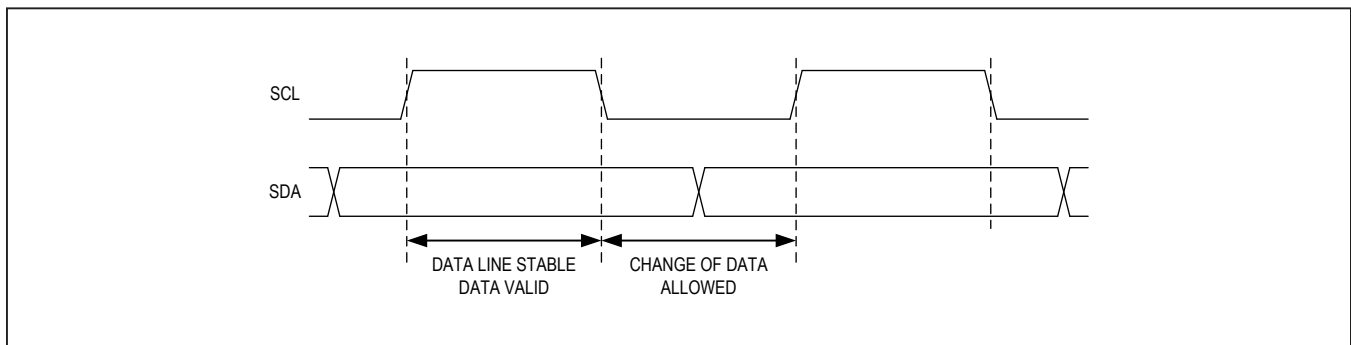 SCL
SDA
DATA LINE STABLE
DATA VALID
CHANGE OF DATA
ALLOWED